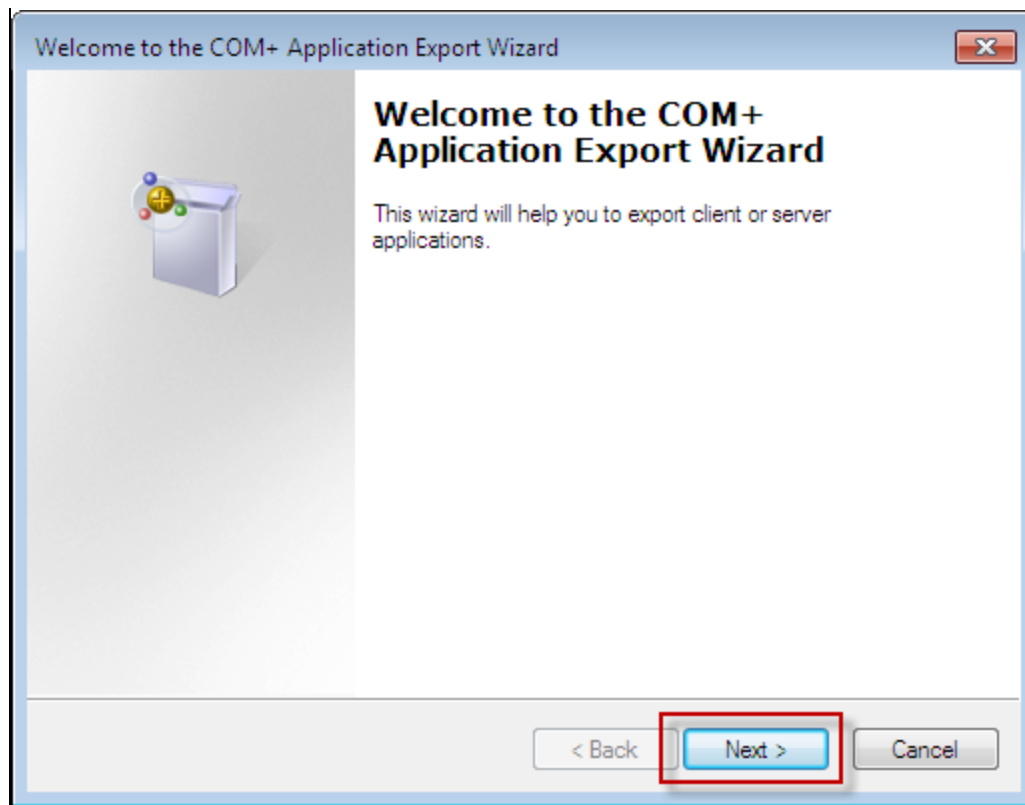 Welcome to the COM+ Application Export Wizard
Welcome to the COM+
Application Export Wizard
This wizard will help you to export client or server
applications.
< Back
Next >
Cancel